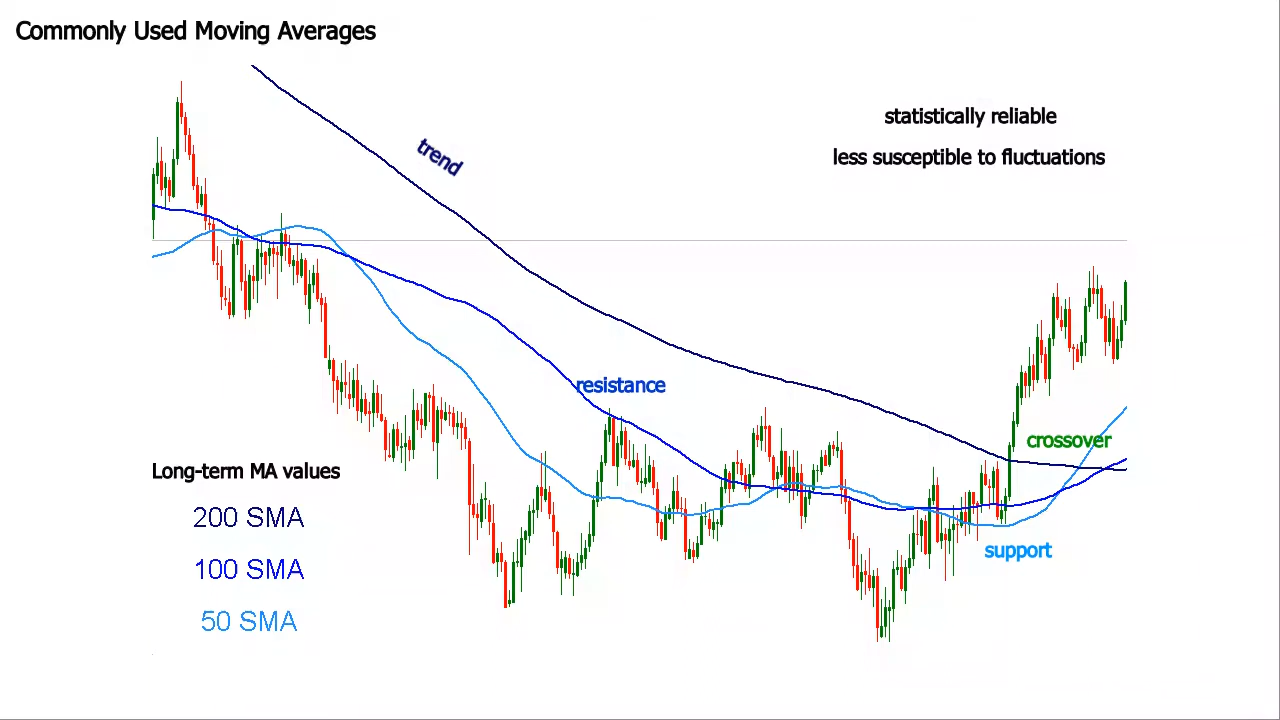 Commonly Used Moving Averages
statistically reliable
less susceptible to fluctuations
trend
resistance
crossover
support
Long-term MA values
200 SMA
100 SMA
50 SMA